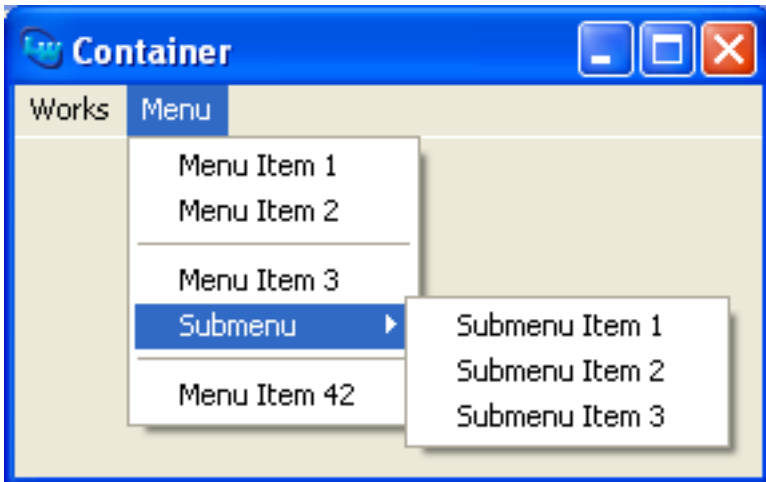 Container
Works Menu
Menu Item 1
Menu Item 2
Menu Item 3
Submenu
Submenu Item 1
Submenu Item 2
Submenu Item 3
Menu Item 42